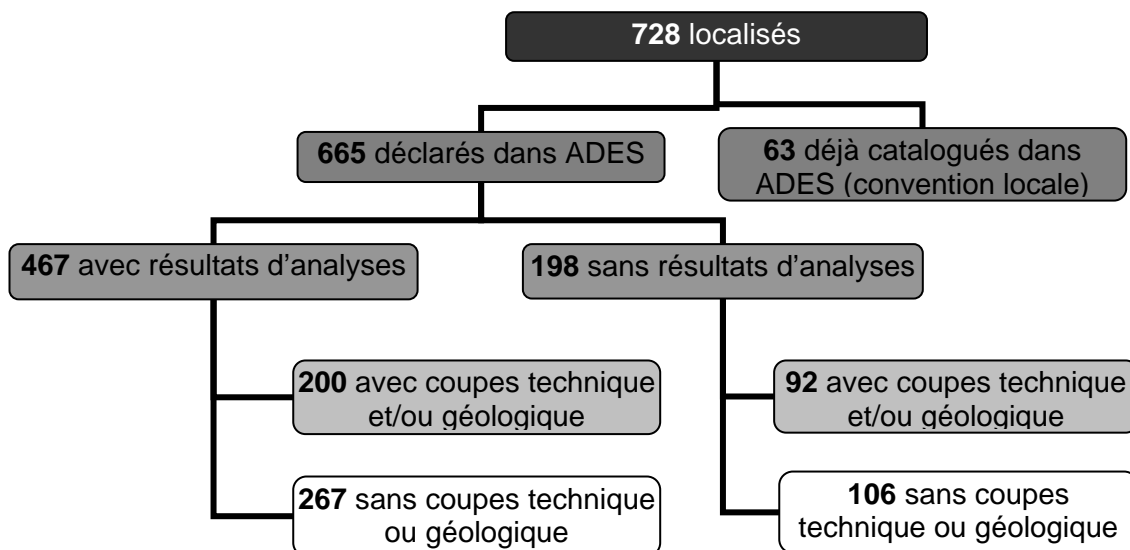 728 localisés
665 déclarés dans ADES
63 déjà catalogués dans
ADES (convention locale)
467 avec résultats d’analyses
198 sans résultats d’analyses
200 avec coupes technique
et/ou géologique
92 avec coupes technique
et/ou géologique
267 sans coupes technique
ou géologique
106 sans coupes
technique ou géologique